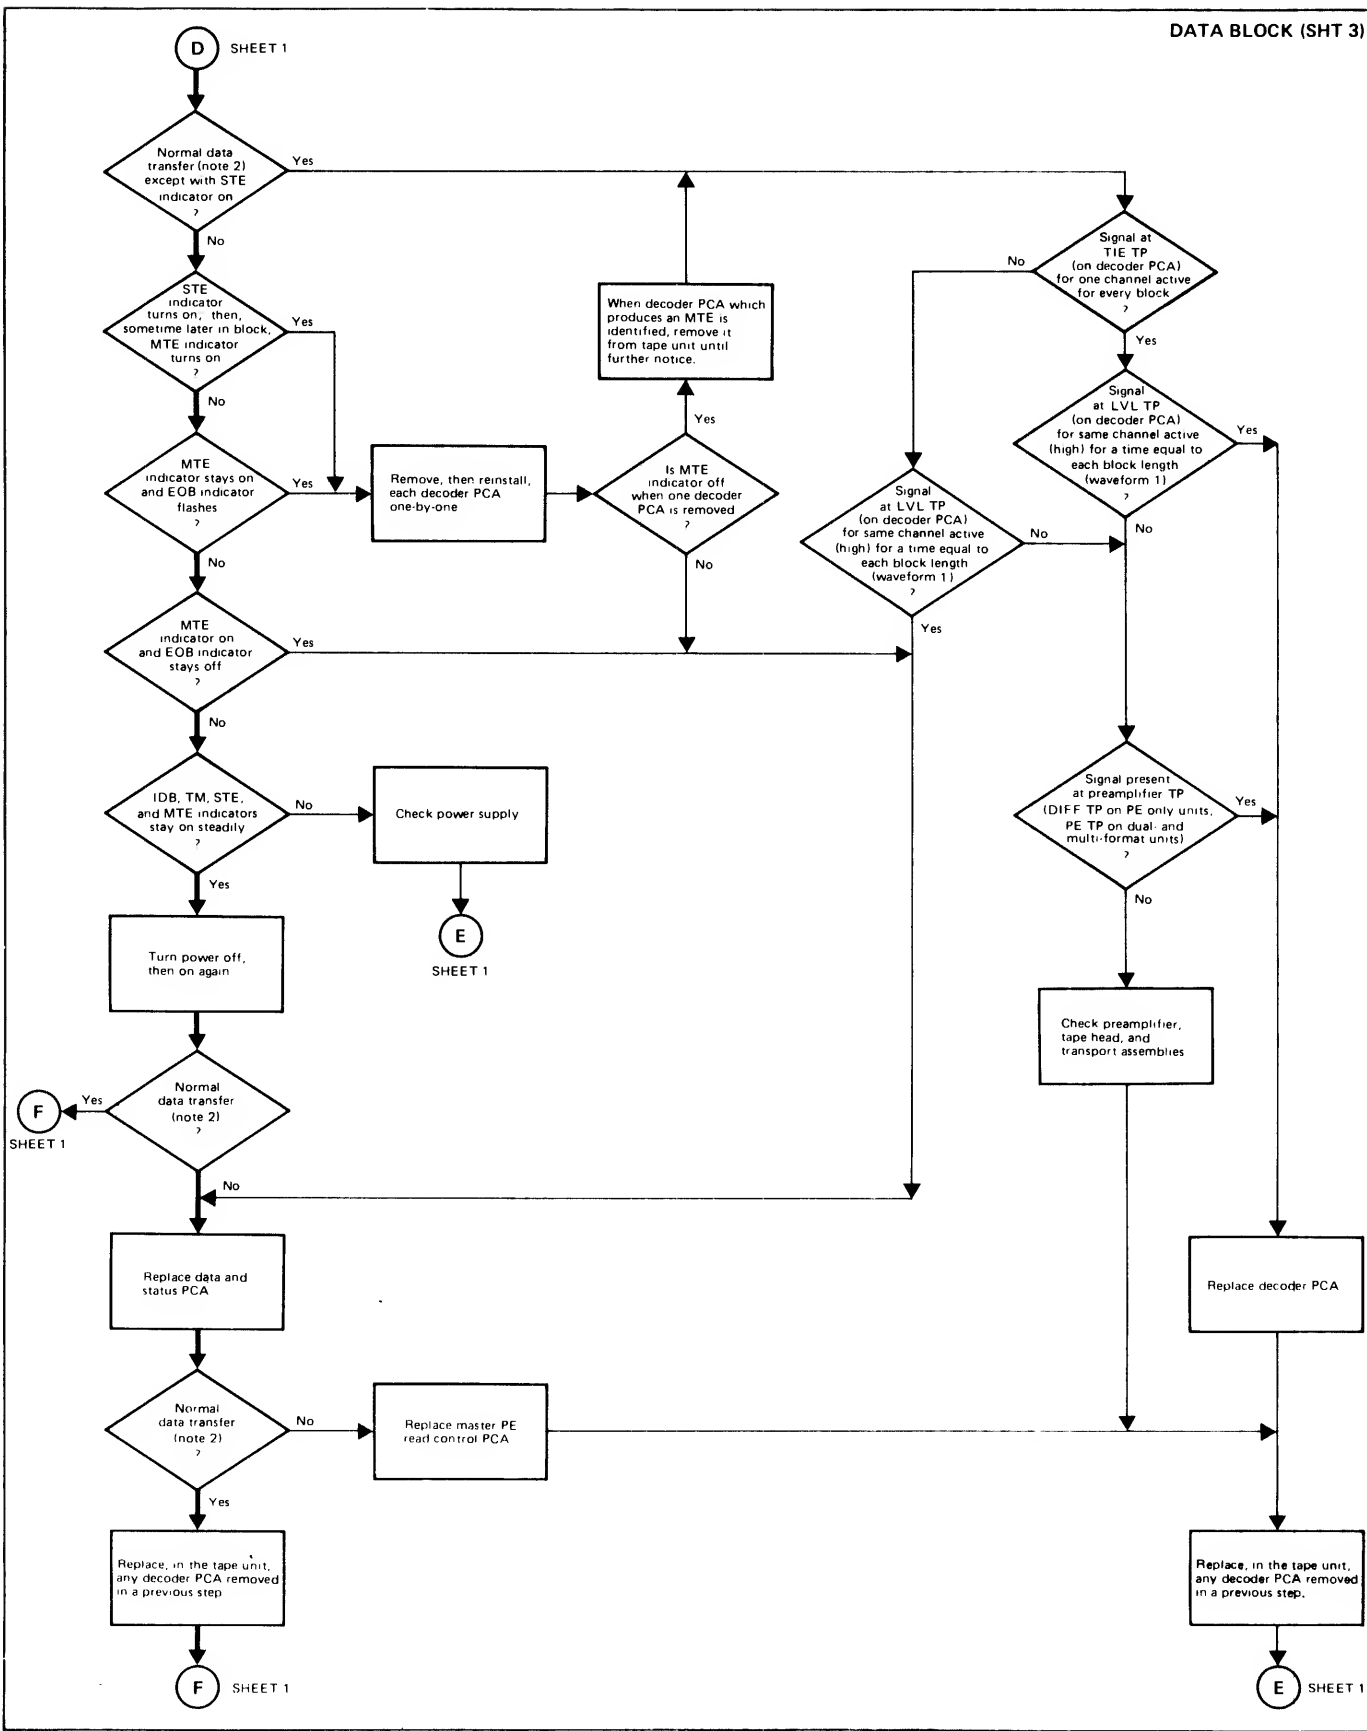 DATA BLOCK (SHT 3)
D
SHEET 1
Normal data
transfer (note 2)
except with STE
indicator on
?
Yes
No
STE
indicator
turns on, then,
sometime later in block,
MTE indicator
turns on
?
Yes
No
MTE
indicator stays on
and EOB indicator
flashes
?
Yes
No
Remove, then reinstall,
each decoder PCA
one-by-one
Is MTE
indicator off
when one decoder
PCA is removed
?
Yes
No
When decoder PCA which
produces an MTE is
identified, remove it
from tape unit until
further notice.
MTE
indicator on
and EOB indicator
stays off
?
Yes
No
IDB, TM, STE,
and MTE indicators
stay on steadily
?
No
Yes
Check power supply
E
SHEET 1
Turn power off,
then on again
Normal
data transfer
(note 2)
?
Yes
F
SHEET 1
No
Replace data and
status PCA
Normal
data transfer
(note 2)
?
No
Yes
Replace master PE
read control PCA
Replace, in the tape unit,
any decoder PCA removed
in a previous step
F
SHEET 1
Signal at
TIE TP
(on decoder PCA)
for one channel active
for every block
?
No
Yes
Signal
at LVL TP
(on decoder PCA)
for same channel active
(high) for a time equal to
each block length
(waveform 1)
?
Yes
No
Signal
at LVL TP
(on decoder PCA)
for same channel active
(high) for a time equal to
each block length
(waveform 1)
?
No
Yes
Signal present
at preamplifier TP
(DIFF TP on PE only units,
PE TP on dual- and
multi-format units)
?
Yes
No
Check preamplifier,
tape head, and
transport assemblies
Replace decoder PCA
Replace, in the tape unit,
any decoder PCA removed
in a previous step.
E
SHEET 1